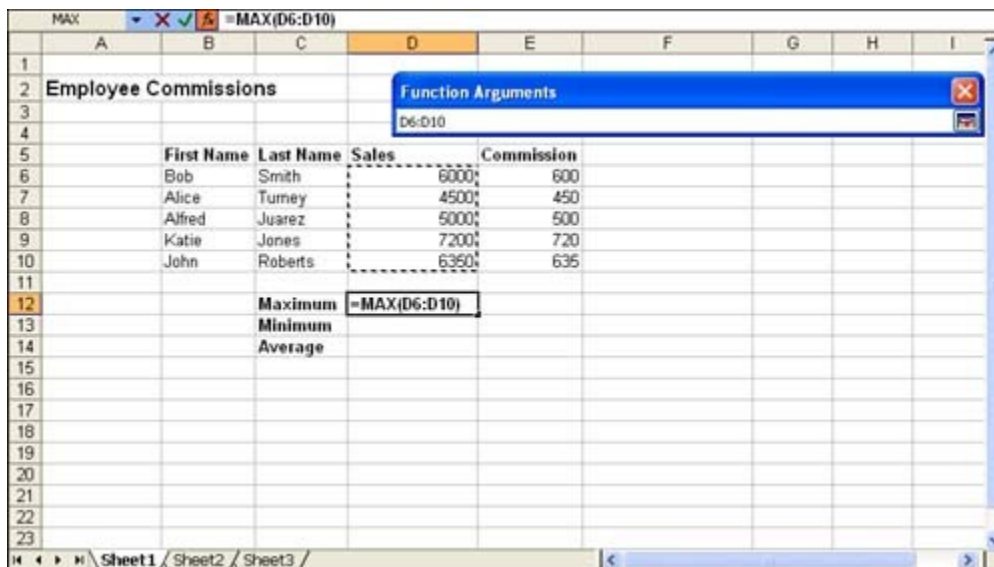 MAX =MAX(D6:D10)
A B C D E F G H I
1
2 Employee Commissions
Function Arguments
3
D6:D10
4
5 First Name Last Name Sales Commission
6 Bob Smith 6000 600
7 Alice Turney 4500 450
8 Alfred Juarez 5000 500
9 Katie Jones 7200 720
10 John Roberts 6350 635
11
12 Maximum =MAX(D6:D10)
13 Minimum
14 Average
15
16
17
18
19
20
21
22
23
Sheet1 / Sheet2 / Sheet3 /